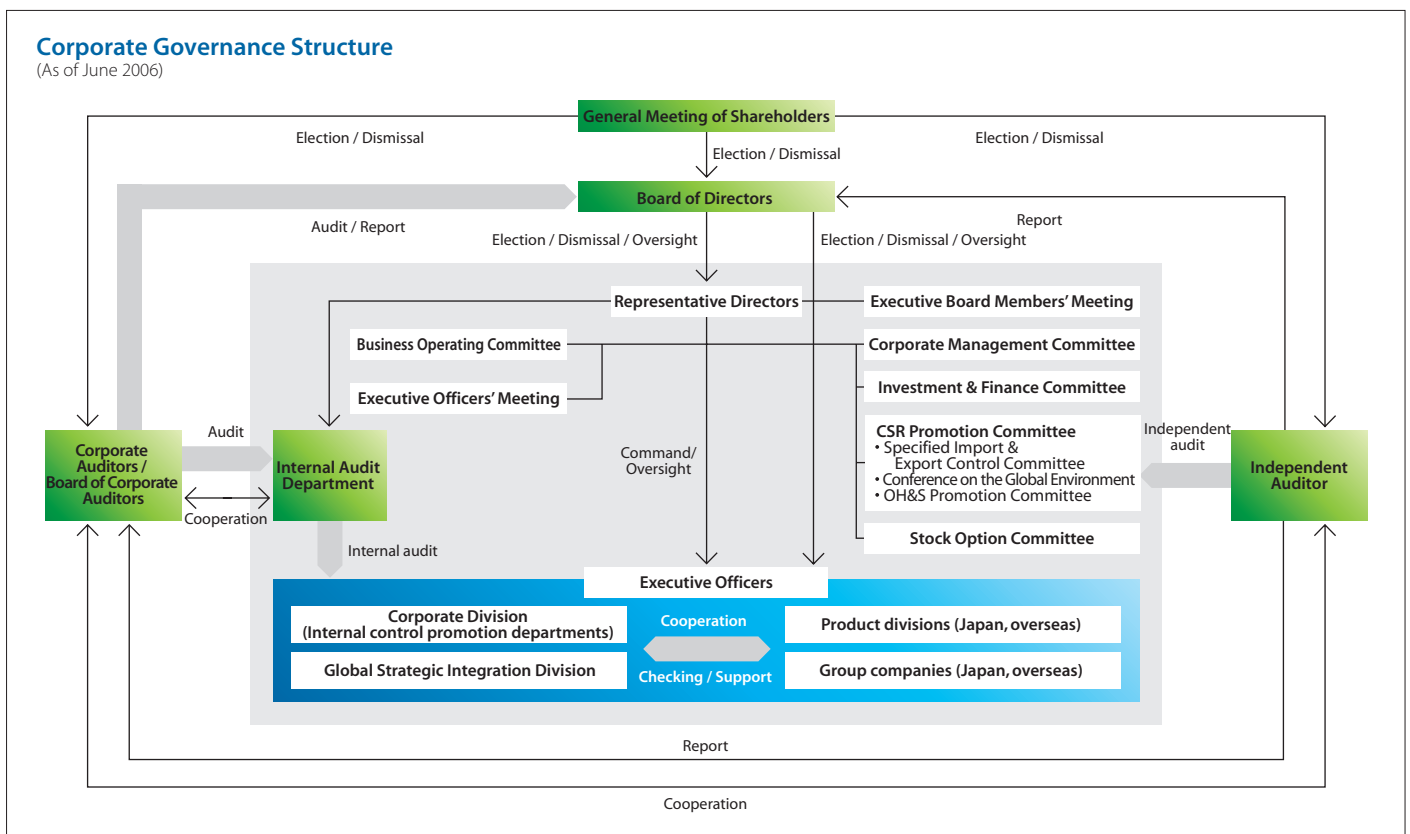 Corporate Governance Structure
(As of June 2006)
General Meeting of Shareholders
Election / Dismissal
Election / Dismissal
Election / Dismissal
Board of Directors
Audit / Report
Report
Election / Dismissal / Oversight
Election / Dismissal / Oversight
Representative Directors
Executive Board Members' Meeting
Business Operating Committee
Corporate Management Committee
Executive Officers' Meeting
Investment & Finance Committee
CSR Promotion Committee
• Specified Import &
Export Control Committee
• Conference on the Global Environment
• OH&S Promotion Committee
Stock Option Committee
Audit
Corporate
Auditors /
Board of Corporate
Auditors
Internal Audit
Department
Cooperation
Command/
Oversight
Independent
audit
Independent
Auditor
Internal audit
Executive Officers
Corporate Division
(Internal control promotion departments)
Global Strategic Integration Division
Cooperation
Checking / Support
Product divisions (Japan, overseas)
Group companies (Japan, overseas)
Report
Cooperation